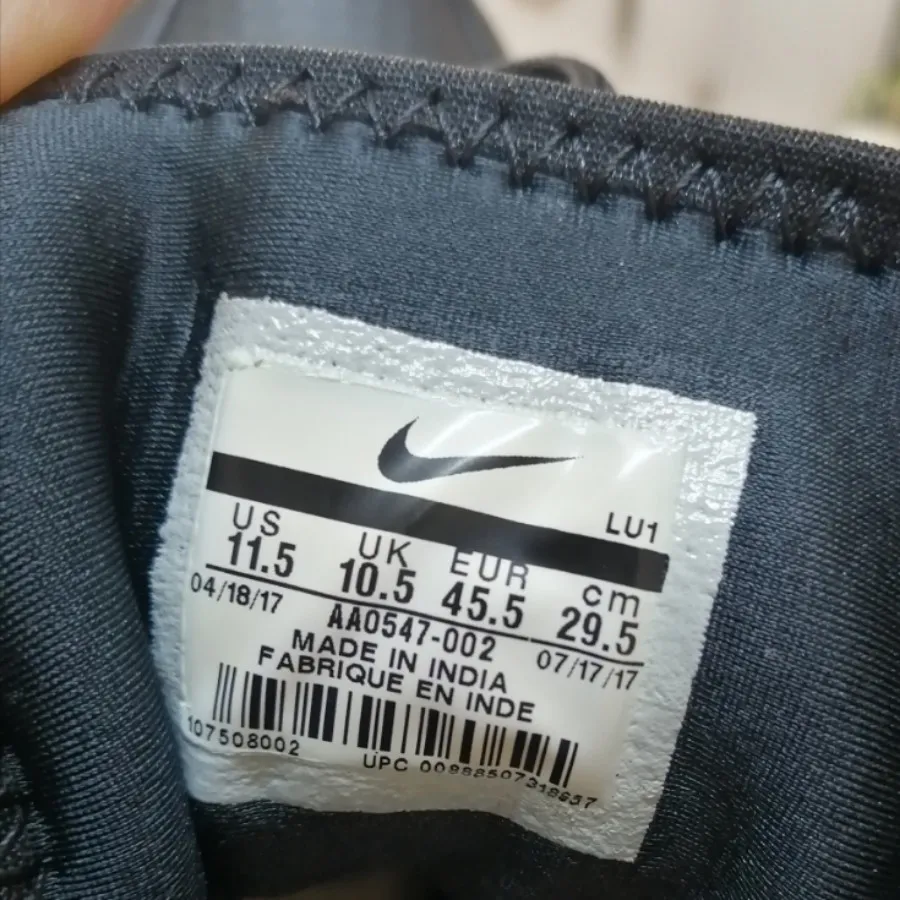 LU1
US UK EUR cm
11.5 10.5 45.5 29.5
04/18/17 AA0547-002 07/17/17
MADE IN INDIA
FABRIQUE EN INDE
107508002
UPC 00888507318657